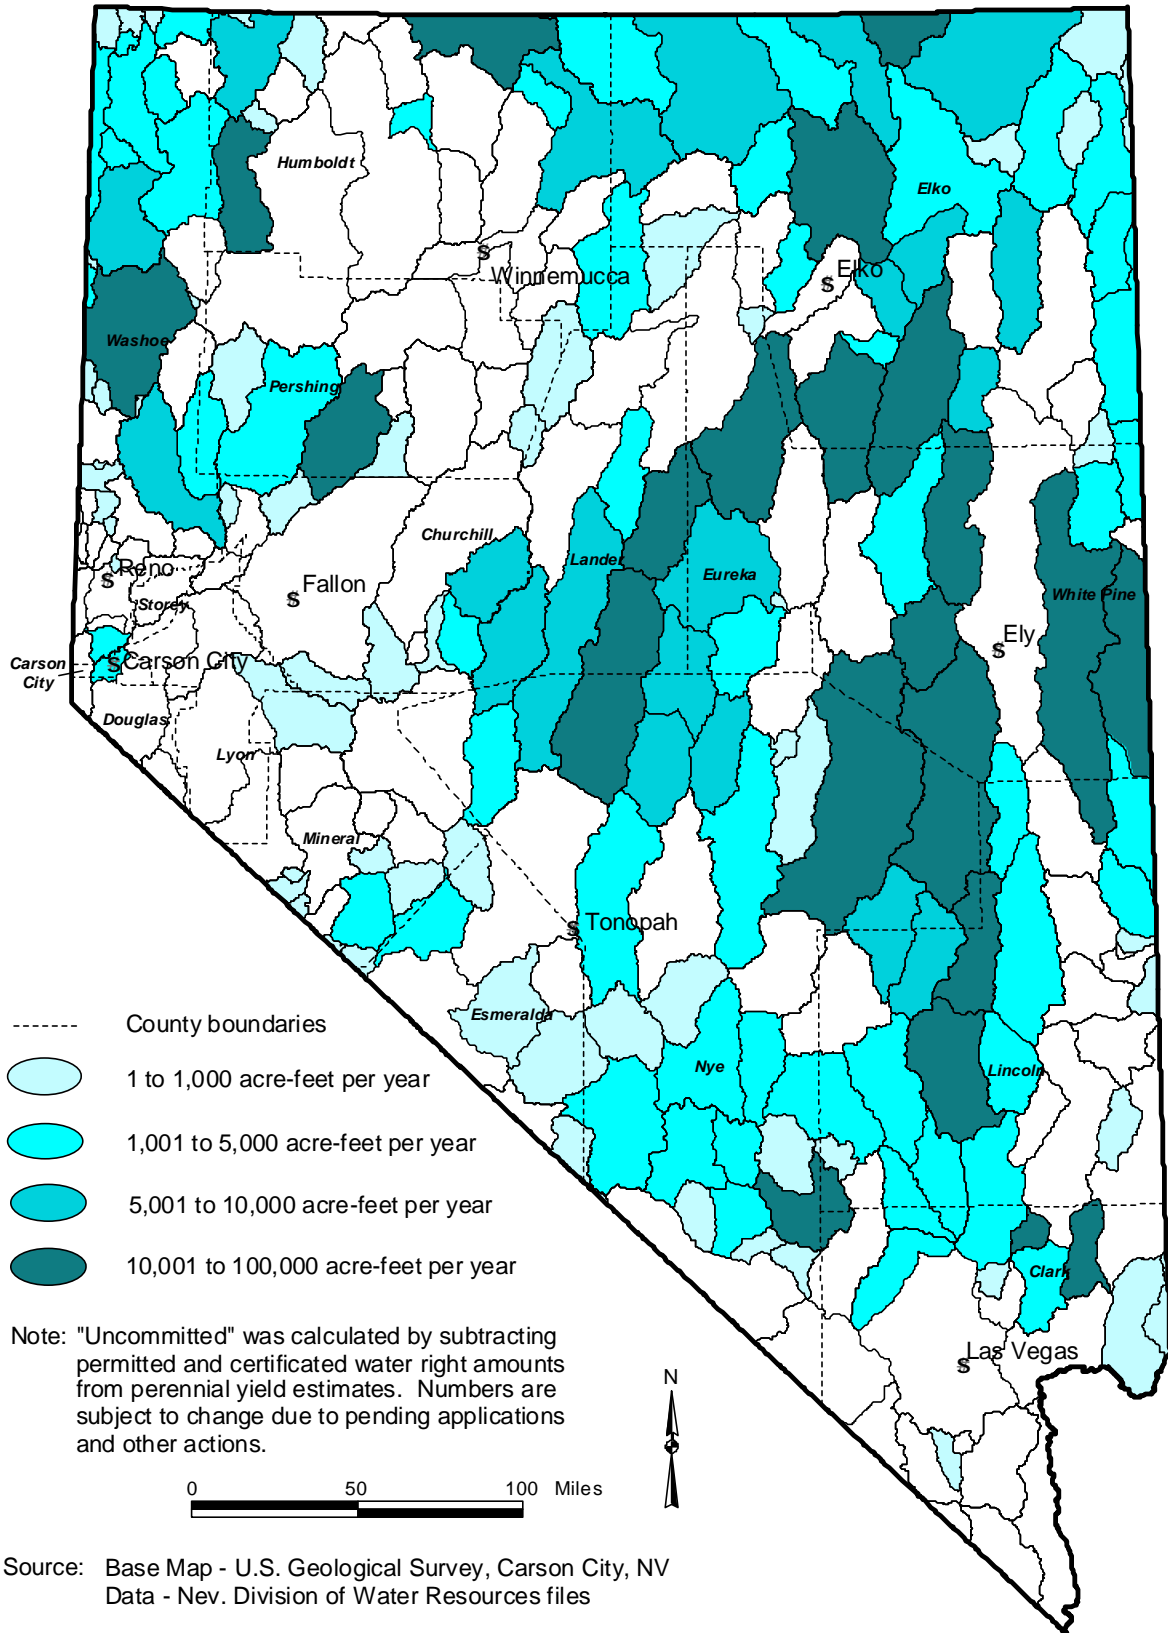 Humboldt
Elko
Winnemucca
Elko
Washoe
Pershing
Churchill
Lander
Eureka
White Pine
Reno
Storey
Fallon
Ely
Carson City
Carson
City
Douglas
Lyon
Mineral
Tonopah
Esmeralda
Nye
Lincoln
Clark
Las Vegas
County boundaries
1 to 1,000 acre-feet per year
1,001 to 5,000 acre-feet per year
5,001 to 10,000 acre-feet per year
10,001 to 100,000 acre-feet per year
Note: "Uncommitted" was calculated by subtracting
permitted and certificated water right amounts
from perennial yield estimates. Numbers are
subject to change due to pending applications
and other actions.
N
0 50 100 Miles
Source: Base Map - U.S. Geological Survey, Carson City, NV
Data - Nev. Division of Water Resources files